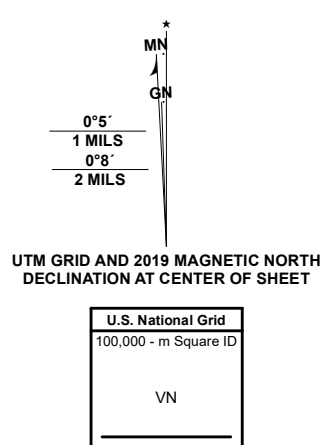 MN
GN
0°5´
1 MILS
0°8´
2 MILS
UTM GRID AND 2019 MAGNETIC NORTH
DECLINATION AT CENTER OF SHEET
U.S. National Grid
100,000 - m Square ID
VN